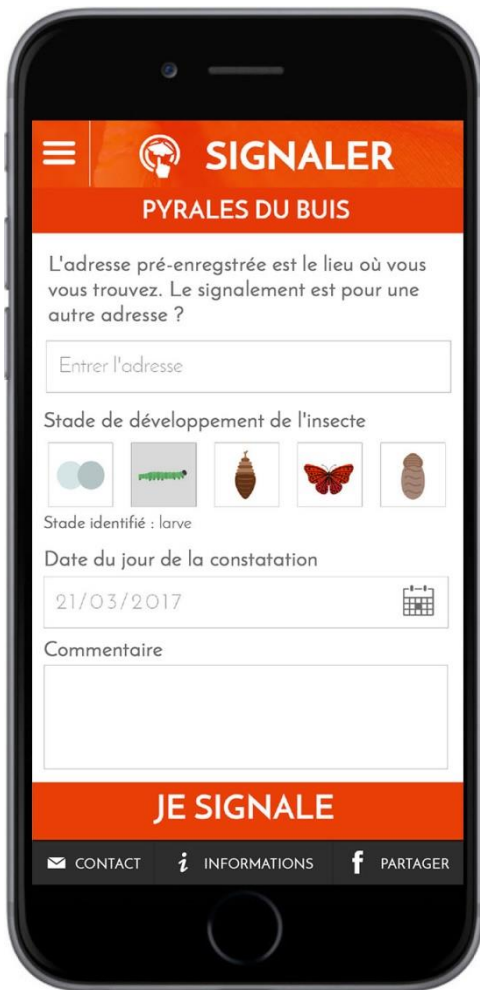 SIGNALER
PYRALES DU BUIS
L'adresse pré-enregstrée est le lieu où vous
vous trouvez. Le signalement est pour une
autre adresse ?
Entrer l'adresse
Stade de développement de l'insecte
Stade identifié : larve
Date du jour de la constatation
21/03/2017
Commentaire
JE SIGNALE
CONTACT
INFORMATIONS
PARTAGER